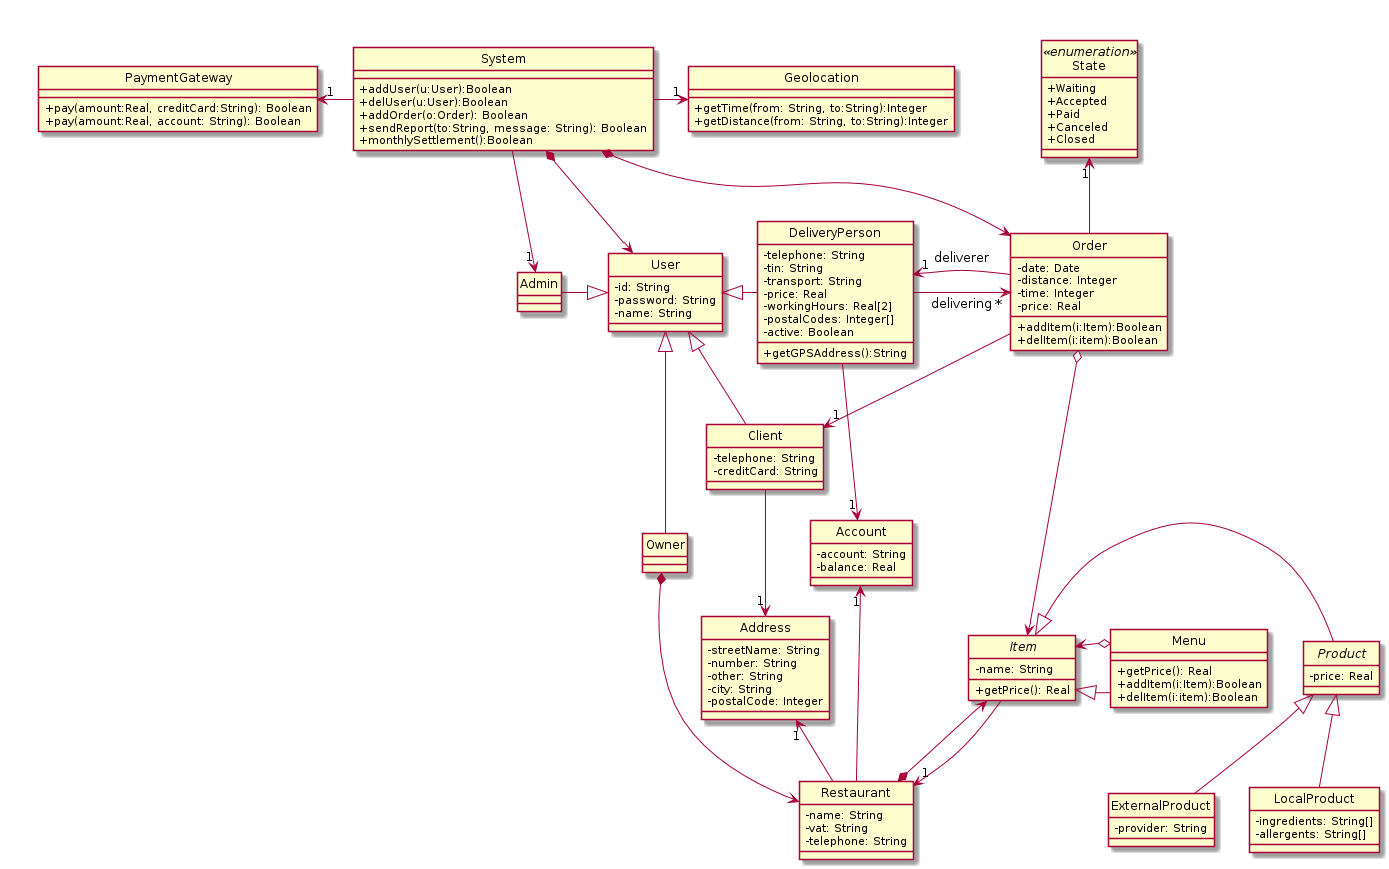 PaymentGateway
+pay(amount:Real, creditCard:String): Boolean
+pay(amount:Real, account: String): Boolean
1
System
+addUser(u:User):Boolean
+delUser(u:User):Boolean
+addOrder(o:Order): Boolean
+sendReport(to:String, message: String): Boolean
+monthlySettlement():Boolean
1
Geolocation
+getTime(from: String, to:String):Integer
+getDistance(from: String, to:String):Integer
«enumeration»
State
+Waiting
+Accepted
+Paid
+Canceled
+Closed
1
1
Admin
User
-id: String
-password: String
-name: String
DeliveryPerson
-telephone: String
-tin: String
-transport: String
-price: Real
-workingHours: Real[2]
-postalCodes: Integer[]
-active: Boolean
+getGPSAddress():String
1
deliverer
delivering *
Order
-date: Date
-distance: Integer
-time: Integer
-price: Real
+addItem(i:Item):Boolean
+delItem(i:item):Boolean
1
Client
-telephone: String
-creditCard: String
1
Account
-account: String
-balance: Real
1
Owner
1
Address
-streetName: String
-number: String
-other: String
-city: String
-postalCode: Integer
1
Item
-name: String
+getPrice(): Real
Menu
+getPrice(): Real
+addItem(i:Item):Boolean
+delItem(i:item):Boolean
Product
-price: Real
1
Restaurant
-name: String
-vat: String
-telephone: String
ExternalProduct
-provider: String
LocalProduct
-ingredients: String[]
-allergents: String[]